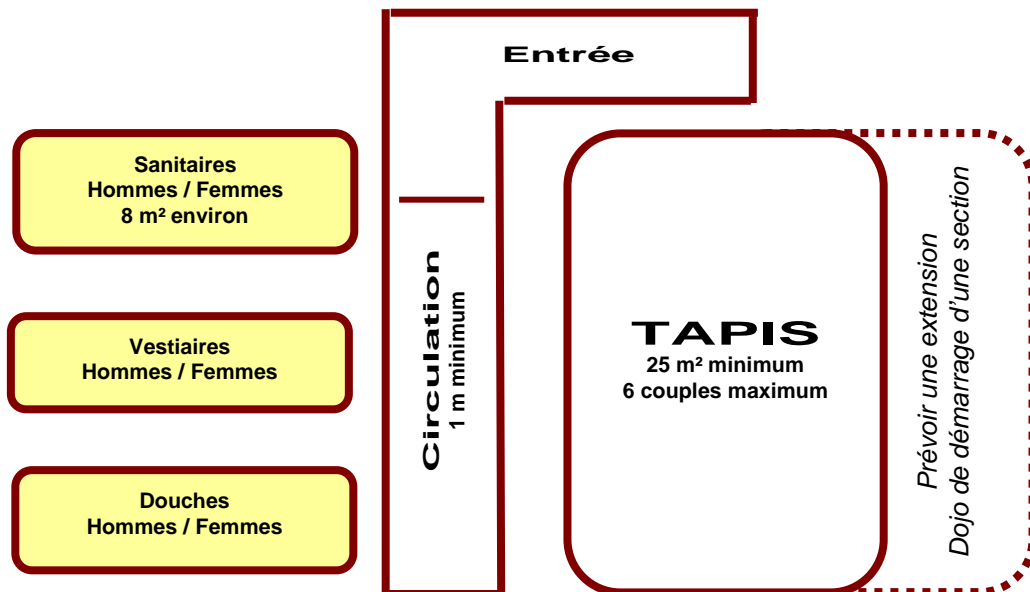 Entrée
Sanitaires
Hommes / Femmes
8 m² environ
Vestiaires
Hommes / Femmes
Douches
Hommes / Femmes
Circulation
1 m minimum
TAPIS
25 m² minimum
6 couples maximum
Prévoir une extension
Dojo de démarrage d'une section